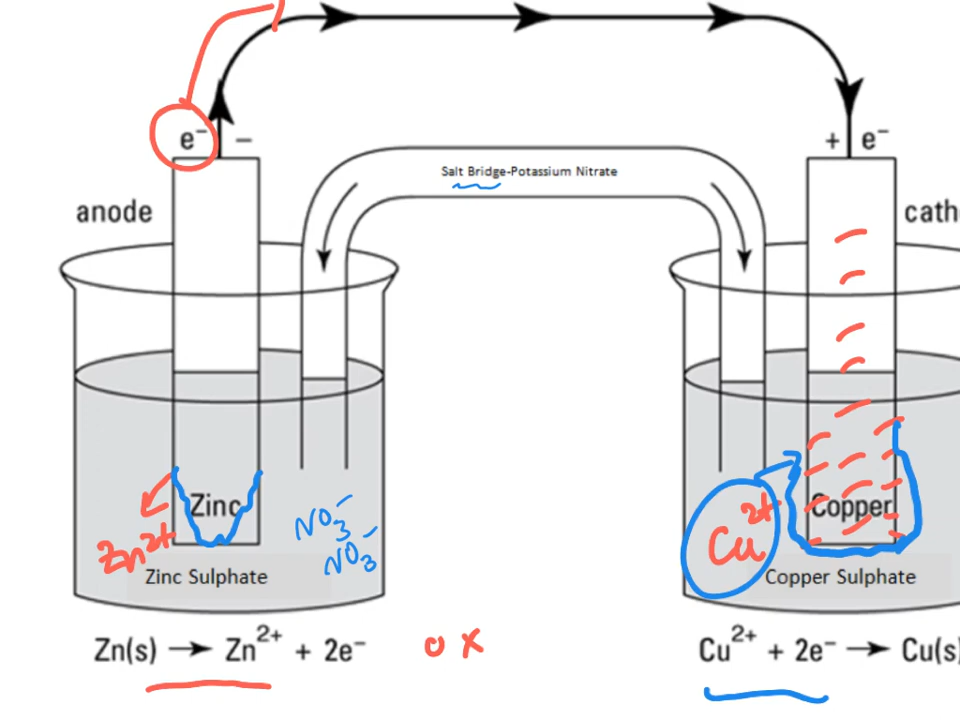 e⁻ −
+ e⁻
Salt Bridge-Potassium Nitrate
anode
cath
Zinc
NO₃⁻
NO₃⁻
Zn²⁺
Zinc Sulphate
Copper
Cu²⁺
Copper Sulphate
Zn(s) → Zn²⁺ + 2e⁻
ox
Cu²⁺ + 2e⁻ → Cu(s)